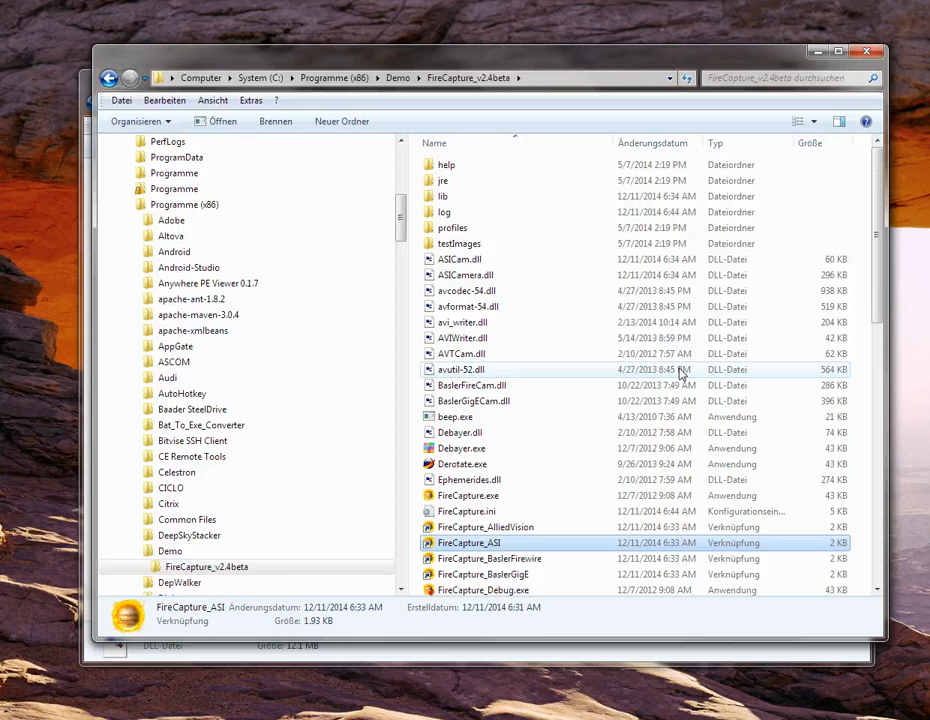 Computer System (C:) Programme (x86) Demo FireCapture_v2.4beta
FireCapture_v2.4beta durchsuchen
Datei Bearbeiten Ansicht Extras ?
Organisieren Öffnen Brennen Neuer Ordner
PerfLogs
ProgramData
Programme
Programme
Programme (x86)
Adobe
Altova
Android
Android-Studio
Anywhere PE Viewer 0.1.7
apache-ant-1.8.2
apache-maven-3.0.4
apache-xmlbeans
AppGate
ASCOM
Audi
AutoHotkey
Baader SteelDrive
Bat_To_Exe_Converter
Bitvise SSH Client
CE Remote Tools
Celestron
CICLO
Citrix
Common Files
DeepSkyStacker
Demo
FireCapture_v2.4beta
DepWalker
Name Änderungsdatum Typ Größe
help 5/7/2014 2:19 PM Dateiordner
jre 5/7/2014 2:19 PM Dateiordner
lib 12/11/2014 6:34 AM Dateiordner
log 12/11/2014 6:44 AM Dateiordner
profiles 5/7/2014 2:19 PM Dateiordner
testImages 5/7/2014 2:19 PM Dateiordner
ASICam.dll 12/11/2014 6:34 AM DLL-Datei 60 KB
ASICamera.dll 12/11/2014 6:34 AM DLL-Datei 296 KB
avcodec-54.dll 4/27/2013 8:45 PM DLL-Datei 938 KB
avformat-54.dll 4/27/2013 8:45 PM DLL-Datei 519 KB
avi_writer.dll 2/13/2014 10:14 AM DLL-Datei 204 KB
AVIWriter.dll 5/14/2013 8:59 PM DLL-Datei 42 KB
AVTCam.dll 2/10/2012 7:57 AM DLL-Datei 62 KB
avutil-52.dll 4/27/2013 8:45 PM DLL-Datei 564 KB
BaslerFireCam.dll 10/22/2013 7:49 AM DLL-Datei 286 KB
BaslerGigECam.dll 10/22/2013 7:49 AM DLL-Datei 396 KB
beep.exe 4/13/2010 7:36 AM Anwendung 21 KB
Debayer.dll 2/10/2012 7:58 AM DLL-Datei 74 KB
Debayer.exe 12/7/2012 9:06 AM Anwendung 43 KB
Derotate.exe 9/26/2013 9:24 AM Anwendung 43 KB
Ephemerides.dll 2/10/2012 7:59 AM DLL-Datei 274 KB
FireCapture.exe 12/7/2012 9:08 AM Anwendung 43 KB
FireCapture.ini 12/11/2014 6:44 AM Konfigurationsein... 5 KB
FireCapture_AlliedVision 12/11/2014 6:33 AM Verknüpfung 2 KB
FireCapture_ASI 12/11/2014 6:33 AM Verknüpfung 2 KB
FireCapture_BaslerFirewire 12/11/2014 6:33 AM Verknüpfung 2 KB
FireCapture_BaslerGigE 12/11/2014 6:33 AM Verknüpfung 2 KB
FireCapture_Debug.exe 12/7/2012 9:08 AM Anwendung 43 KB
FireCapture_ASI Änderungsdatum: 12/11/2014 6:33 AM Erstelldatum: 12/11/2014 6:31 AM
Verknüpfung Größe: 1.93 KB
DLL-Datei Größe: 12.1 MB